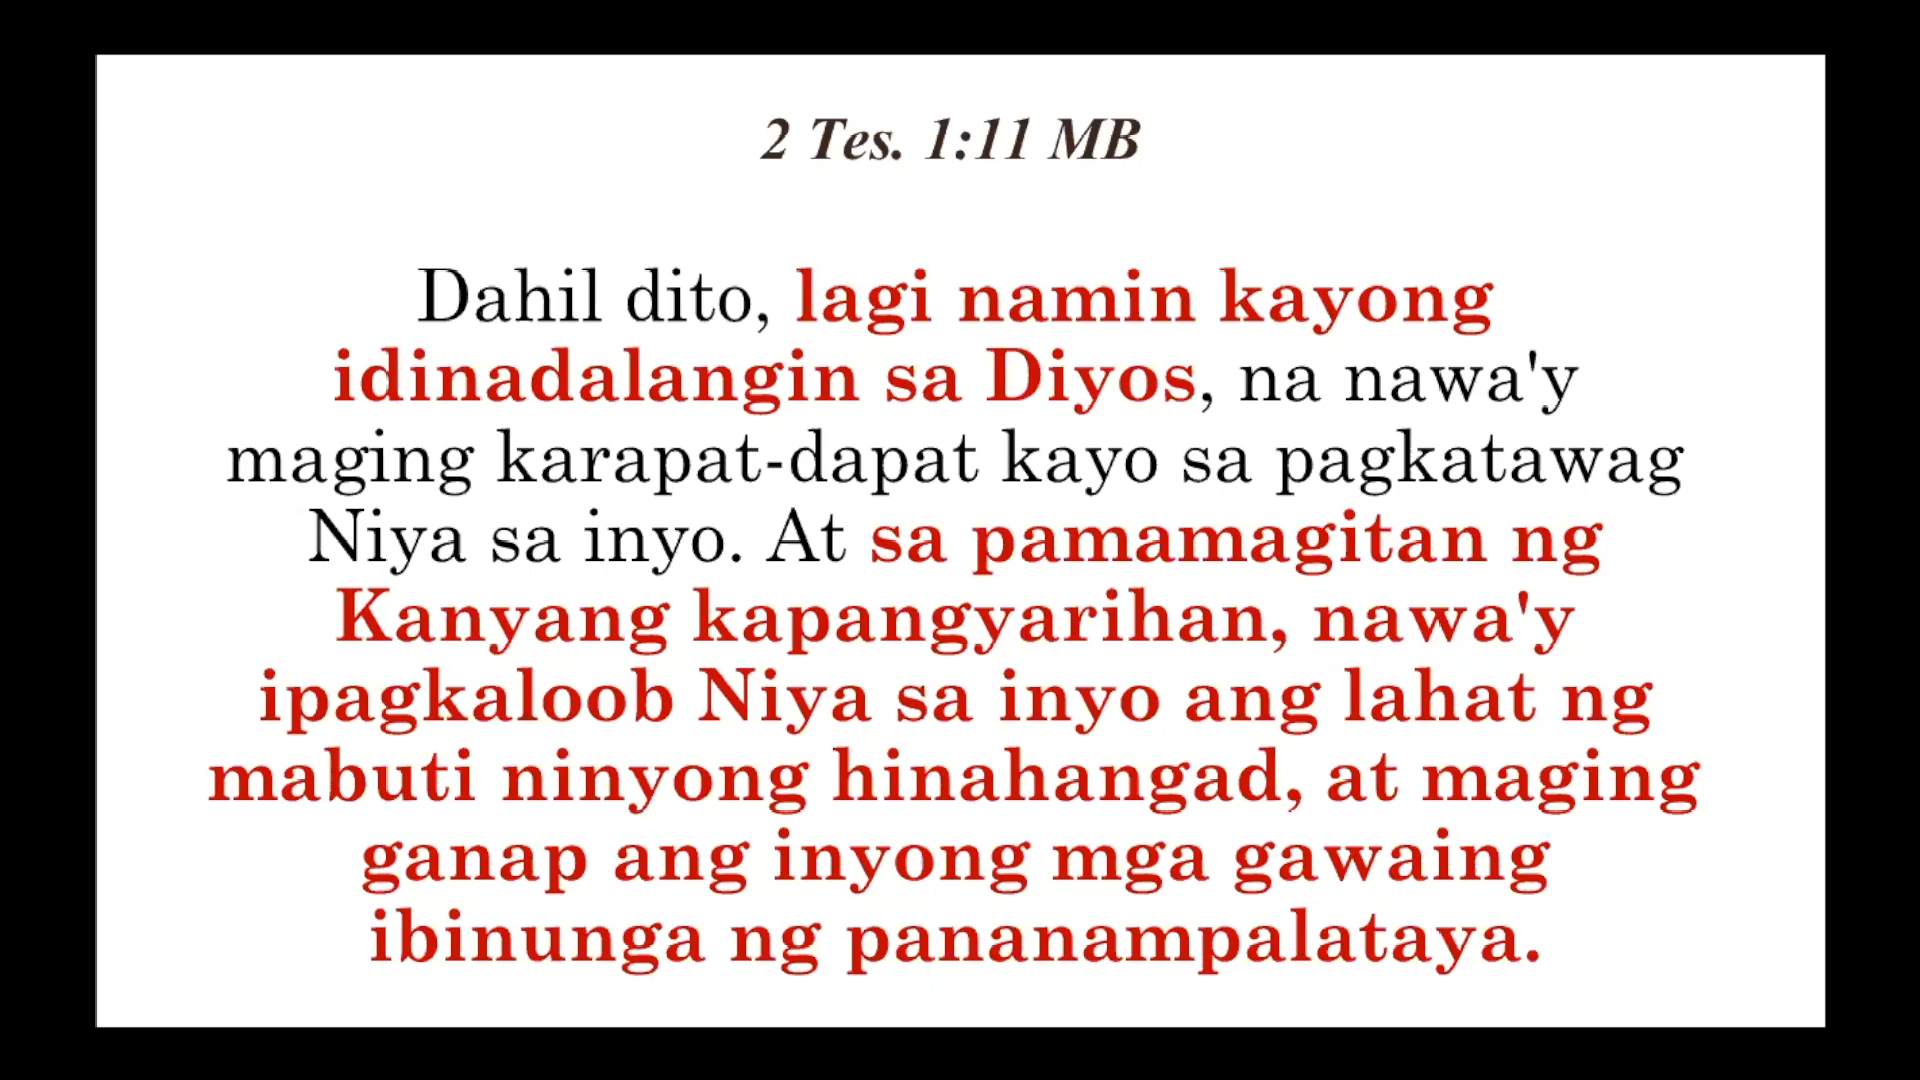 2 Tes. 1:11 MB
Dahil dito, lagi namin kayong
idinadalangin sa Diyos, na nawa'y
maging karapat-dapat kayo sa pagkatawag
Niya sa inyo. At sa pamamagitan ng
Kanyang kapangyarihan, nawa'y
ipagkaloob Niya sa inyo ang lahat ng
mabuti ninyong hinahangad, at maging
ganap ang inyong mga gawaing
ibinunga ng pananampalataya.